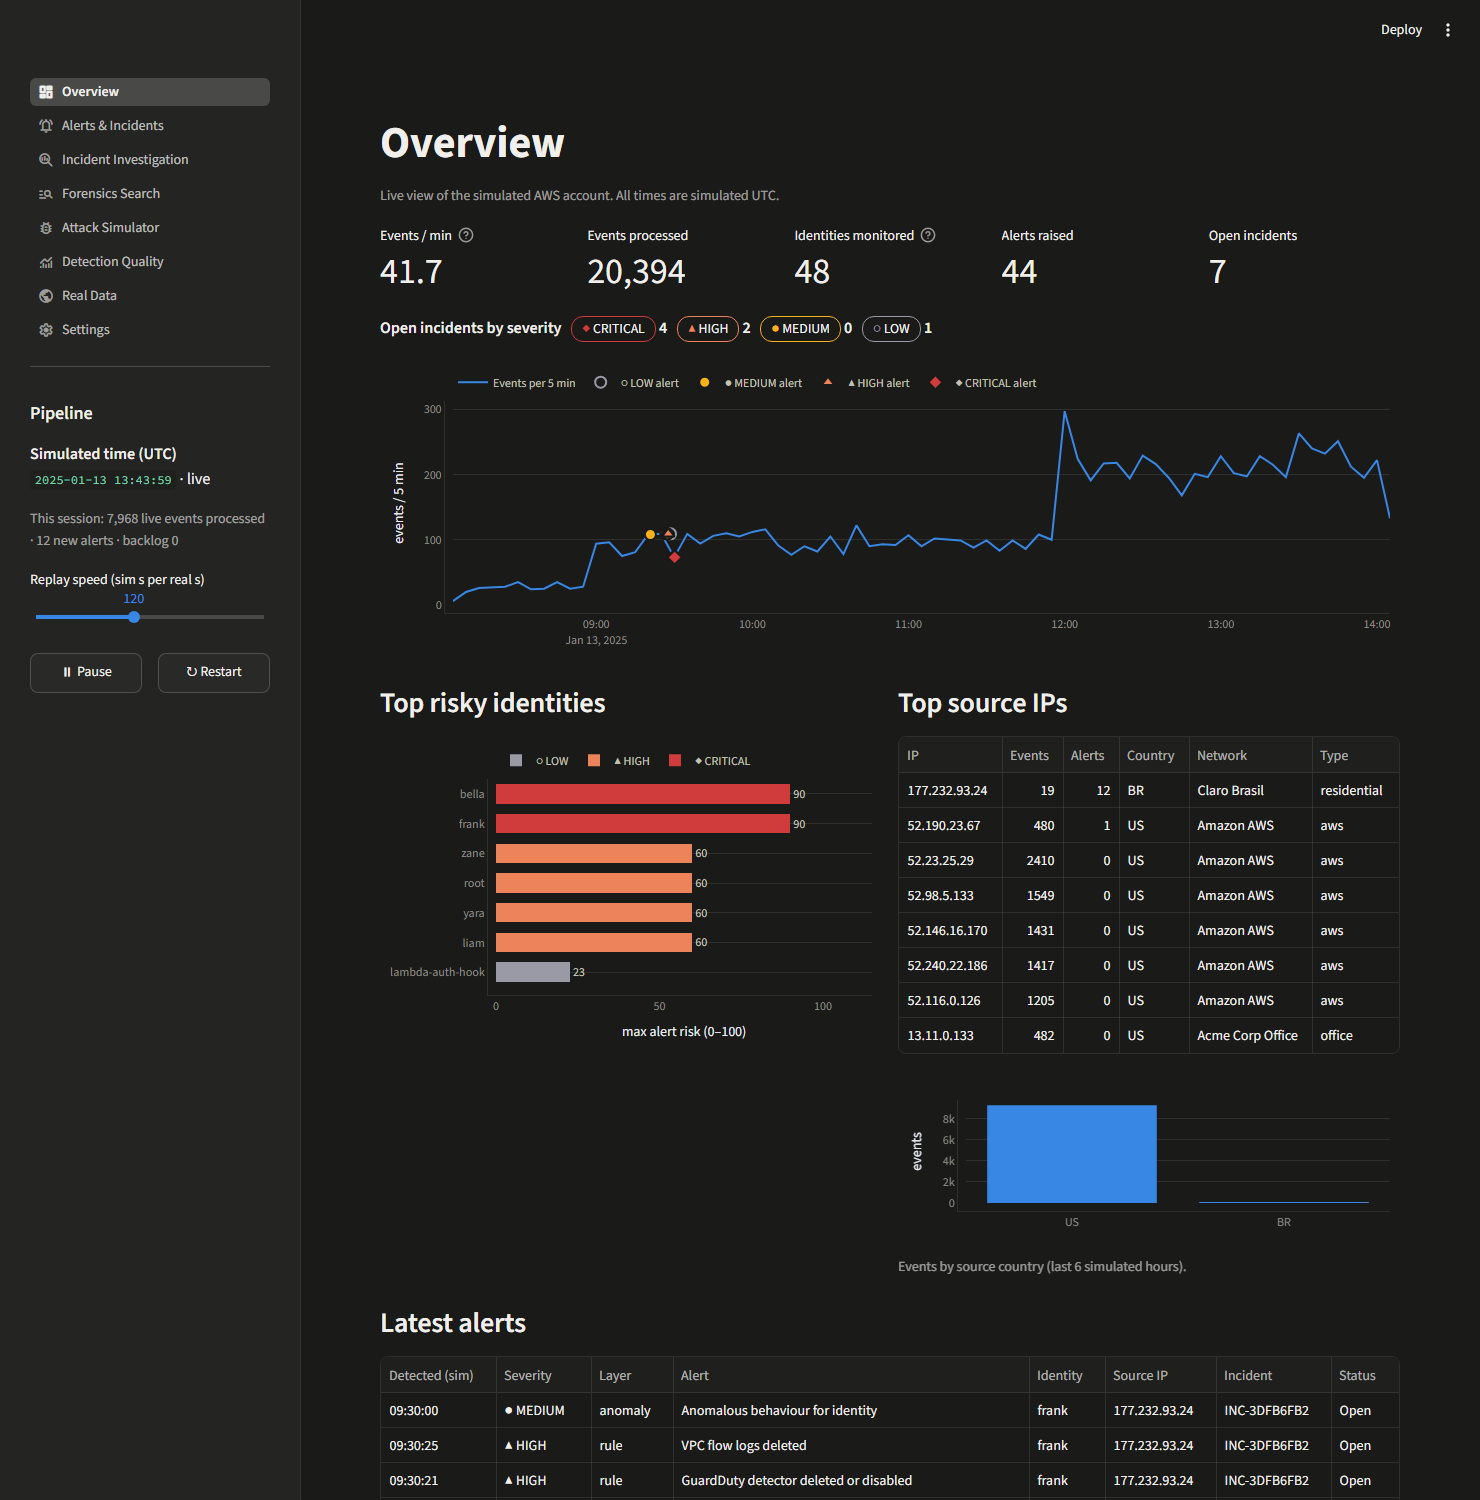 Deploy
Overview
Alerts & Incidents
Incident Investigation
Forensics Search
Attack Simulator
Detection Quality
Real Data
Settings
Pipeline
Simulated time (UTC)
2025-01-13 13:43:59 · live
This session: 7,968 live events processed
· 12 new alerts · backlog 0
Replay speed (sim s per real s)
120
Pause
↻ Restart
Overview
Live view of the simulated AWS account. All times are simulated UTC.
Events / min
41.7
Events processed
20,394
Identities monitored
48
Alerts raised
44
Open incidents
7
Open incidents by severity ◆ CRITICAL 4 ▲ HIGH 2 ● MEDIUM 0 ○ LOW 1
Events per 5 min ○ LOW alert ● MEDIUM alert ▲ HIGH alert ◆ CRITICAL alert
events / 5 min
300
200
100
0
09:00 10:00 11:00 12:00 13:00 14:00
Jan 13, 2025
Top risky identities
○ LOW ▲ HIGH ◆ CRITICAL
bella 90
frank 90
zane 60
root 60
yara 60
liam 60
lambda-auth-hook 23
0 50 100
max alert risk (0–100)
Top source IPs
IP Events Alerts Country Network Type
177.232.93.24 19 12 BR Claro Brasil residential
52.190.23.67 480 1 US Amazon AWS aws
52.23.25.29 2410 0 US Amazon AWS aws
52.98.5.133 1549 0 US Amazon AWS aws
52.146.16.170 1431 0 US Amazon AWS aws
52.240.22.186 1417 0 US Amazon AWS aws
52.116.0.126 1205 0 US Amazon AWS aws
13.11.0.133 482 0 US Acme Corp Office office
events
8k
6k
4k
2k
0
US BR
Events by source country (last 6 simulated hours).
Latest alerts
Detected (sim) Severity Layer Alert Identity Source IP Incident Status
09:30:00 ● MEDIUM anomaly Anomalous behaviour for identity frank 177.232.93.24 INC-3DFB6FB2 Open
09:30:25 ▲ HIGH rule VPC flow logs deleted frank 177.232.93.24 INC-3DFB6FB2 Open
09:30:21 ▲ HIGH rule GuardDuty detector deleted or disabled frank 177.232.93.24 INC-3DFB6FB2 Open